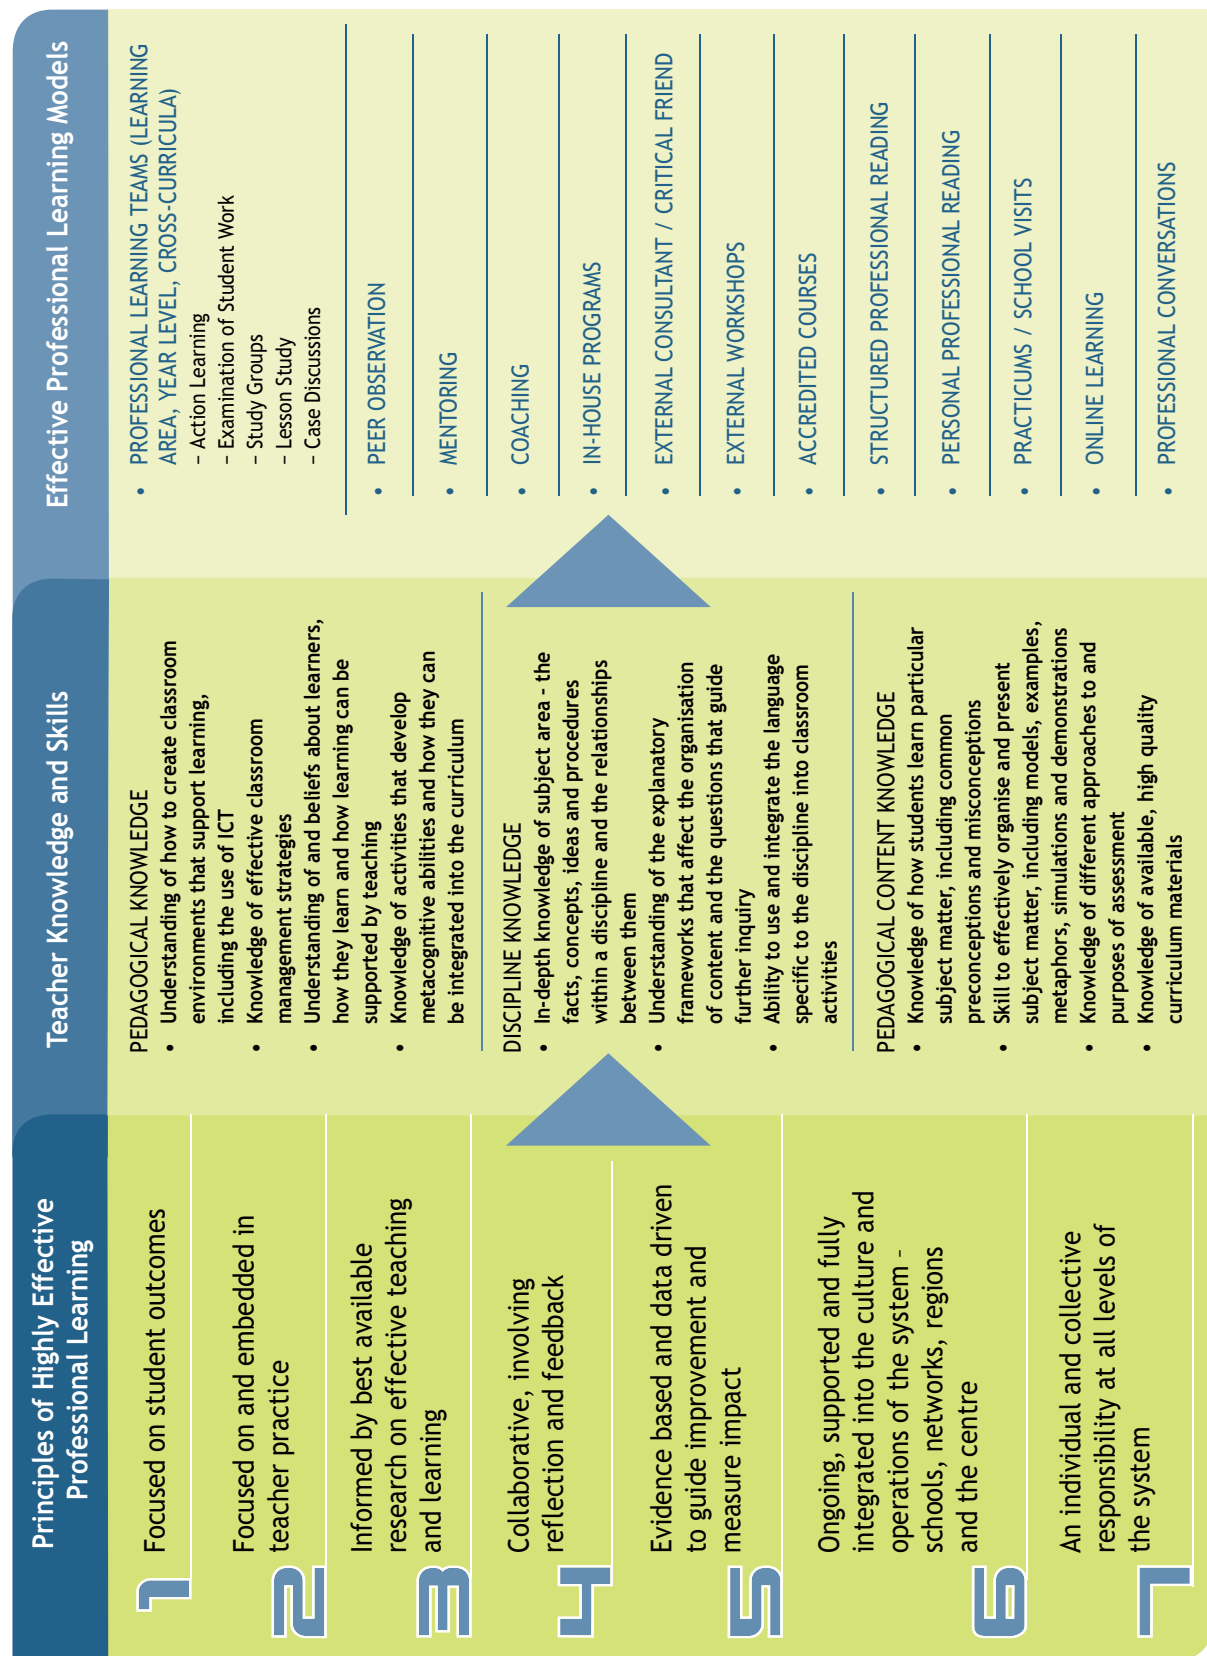 Principles of Highly Effective
Professional Learning
1
Focused on student outcomes
2
Focused on and embedded in
teacher practice
3
Informed by best available
research on effective teaching
and learning
4
Collaborative, involving
reflection and feedback
5
Evidence based and data driven
to guide improvement and
measure impact
6
Ongoing, supported and fully
integrated into the culture and
operations of the system -
schools, networks, regions
and the centre
7
An individual and collective
responsibility at all levels of
the system
Teacher Knowledge and Skills
PEDAGOGICAL KNOWLEDGE
• Understanding of how to create classroom
environments that support learning,
including the use of ICT
• Knowledge of effective classroom
management strategies
• Understanding of and beliefs about learners,
how they learn and how learning can be
supported by teaching
• Knowledge of activities that develop
metacognitive abilities and how they can
be integrated into the curriculum
DISCIPLINE KNOWLEDGE
• In-depth knowledge of subject area - the
facts, concepts, ideas and procedures
within a discipline and the relationships
between them
• Understanding of the explanatory
frameworks that affect the organisation
of content and the questions that guide
further inquiry
• Ability to use and integrate the language
specific to the discipline into classroom
activities
PEDAGOGICAL CONTENT KNOWLEDGE
• Knowledge of how students learn particular
subject matter, including common
preconceptions and misconceptions
• Skill to effectively organise and present
subject matter, including models, examples,
metaphors, simulations and demonstrations
• Knowledge of different approaches to and
purposes of assessment
• Knowledge of available, high quality
curriculum materials
Effective Professional Learning Models
• PROFESSIONAL LEARNING TEAMS (LEARNING
AREA, YEAR LEVEL, CROSS-CURRICULA)
– Action Learning
– Examination of Student Work
– Study Groups
– Lesson Study
– Case Discussions
• PEER OBSERVATION
• MENTORING
• COACHING
• IN-HOUSE PROGRAMS
• EXTERNAL CONSULTANT / CRITICAL FRIEND
• EXTERNAL WORKSHOPS
• ACCREDITED COURSES
• STRUCTURED PROFESSIONAL READING
• PERSONAL PROFESSIONAL READING
• PRACTICUMS / SCHOOL VISITS
• ONLINE LEARNING
• PROFESSIONAL CONVERSATIONS